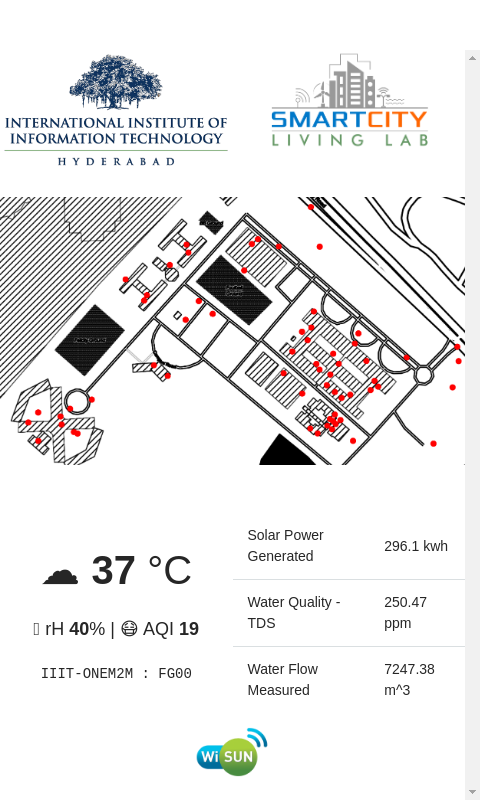 INTERNATIONAL INSTITUTE OF
INFORMATION TECHNOLOGY
HYDERABAD
SMARTCITY
LIVING LAB
37 °C
rH 40% | 😷 AQI 19
IIIT-ONEM2M : FG00
Solar Power
Generated
296.1 kwh
Water Quality -
TDS
250.47
ppm
Water Flow
Measured
7247.38
m^3
Wi SUN